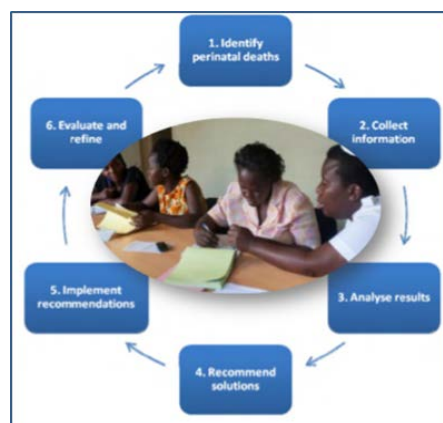 1. Identify
perinatal deaths
2. Collect
information
3. Analyse results
4. Recommend
solutions
5. Implement
recommendations
6. Evaluate and
refine